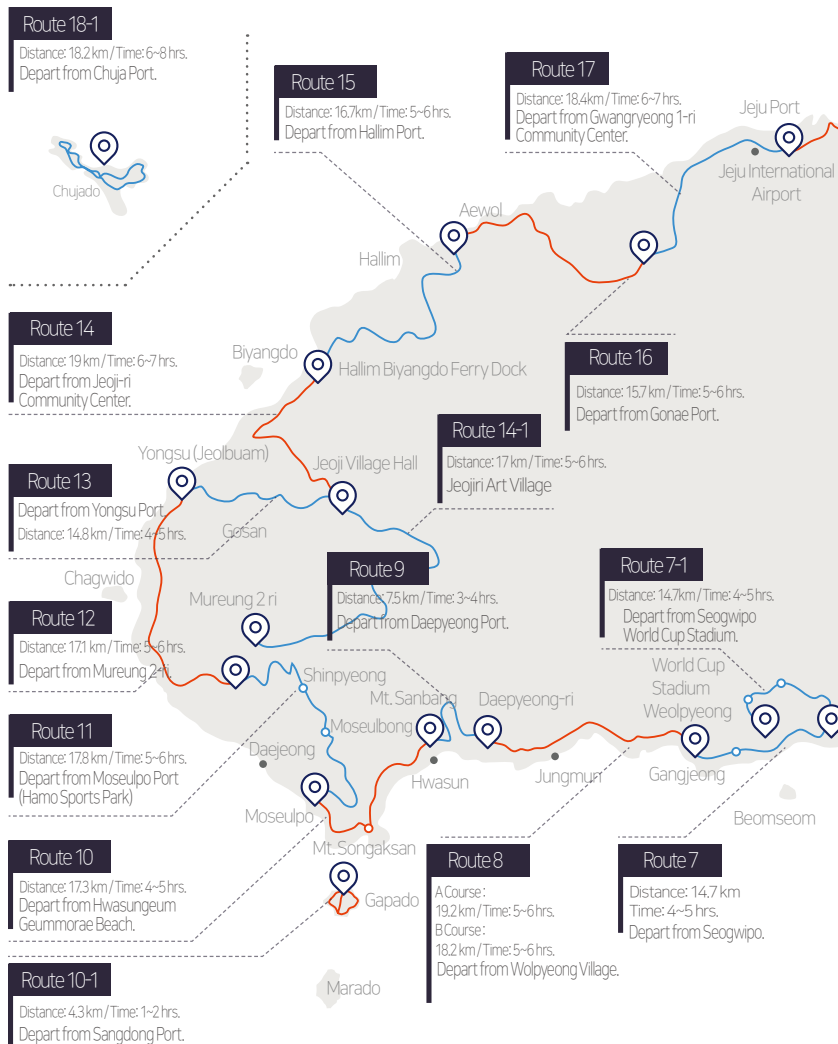 Route 18-1
Distance: 18.2 km / Time: 6~8 hrs.
Depart from Chuja Port.
Chujado
Route 15
Distance: 16.7km / Time: 5~6 hrs.
Depart from Hallim Port.
Route 17
Distance: 18.4km / Time: 6~7 hrs.
Depart from Gwangryeong 1-ri
Community Center.
Jeju Port
Jeju International
Airport
Aewol
Hallim
Route 14
Distance: 19 km / Time: 6~7 hrs.
Depart from Jeoji-ri
Community Center.
Biyangdo
Hallim Biyangdo Ferry Dock
Route 16
Distance: 15.7 km / Time: 5~6 hrs.
Depart from Gonae Port.
Route 14-1
Distance: 17 km / Time: 5~6 hrs.
Jeojiri Art Village
Yongsu (Jeolbuam)
Jeoji Village Hall
Route 13
Depart from Yongsu Port.
Distance: 14.8 km / Time: 4~5 hrs.
Gosan
Chagwido
Route 9
Distance: 7.5 km / Time: 3~4 hrs.
Depart from Daepyeong Port.
Route 7-1
Distance: 14.7km / Time: 4~5 hrs.
Depart from Seogwipo
World Cup Stadium.
Mureung 2 ri
Route 12
Distance: 17.1 km / Time: 5~6 hrs.
Depart from Mureung 2-ri.
World Cup
Stadium
Weolpyeong
Shinpyeong
Mt. Sanbang
Daepyeong-ri
Route 11
Distance: 17.8 km / Time: 5~6 hrs.
Depart from Moseulpo Port
(Hamo Sports Park)
Moseulbong
Daejeong
Hwasun
Jungmun
Gangjeong
Moseulpo
Beomseom
Mt. Songaksan
Route 10
Distance: 17.3 km / Time: 4~5 hrs.
Depart from Hwasungeum
Geummorae Beach.
Gapado
Route 8
A Course :
19.2 km / Time: 5~6 hrs.
B Course :
18.2 km / Time: 5~6 hrs.
Depart from Wolpyeong Village.
Route 7
Distance: 14.7 km
Time: 4~5 hrs.
Depart from Seogwipo.
Route 10-1
Distance: 4.3 km / Time: 1~2 hrs.
Depart from Sangdong Port.
Marado